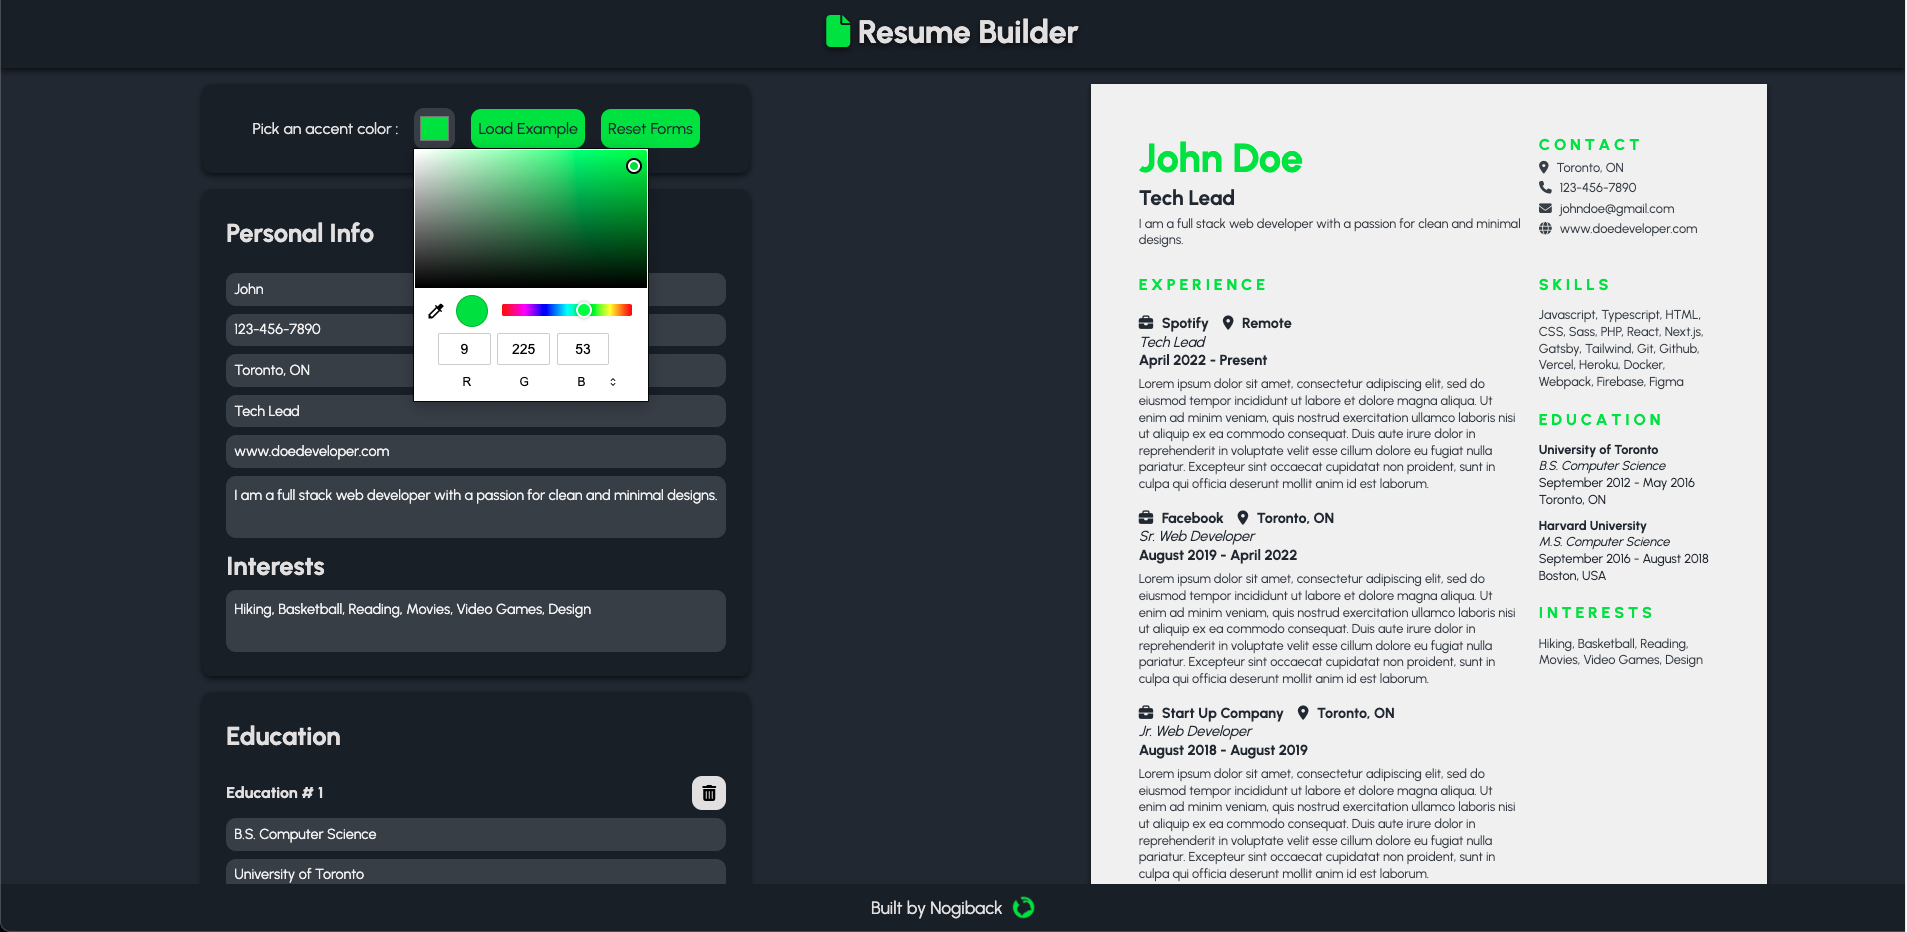 Resume Builder
Pick an accent color :
Load Example
Reset Forms
9
225
53
R
G
B
Personal Info
John
123-456-7890
Toronto, ON
Tech Lead
www.doedeveloper.com
I am a full stack web developer with a passion for clean and minimal designs.
Interests
Hiking, Basketball, Reading, Movies, Video Games, Design
Education
Education # 1
B.S. Computer Science
University of Toronto
John Doe
Tech Lead
I am a full stack web developer with a passion for clean and minimal
designs.
EXPERIENCE
Spotify Remote
Tech Lead
April 2022 - Present
Lorem ipsum dolor sit amet, consectetur adipiscing elit, sed do
eiusmod tempor incididunt ut labore et dolore magna aliqua. Ut
enim ad minim veniam, quis nostrud exercitation ullamco laboris nisi
ut aliquip ex ea commodo consequat. Duis aute irure dolor in
reprehenderit in voluptate velit esse cillum dolore eu fugiat nulla
pariatur. Excepteur sint occaecat cupidatat non proident, sunt in
culpa qui officia deserunt mollit anim id est laborum.
Facebook Toronto, ON
Sr. Web Developer
August 2019 - April 2022
Lorem ipsum dolor sit amet, consectetur adipiscing elit, sed do
eiusmod tempor incididunt ut labore et dolore magna aliqua. Ut
enim ad minim veniam, quis nostrud exercitation ullamco laboris nisi
ut aliquip ex ea commodo consequat. Duis aute irure dolor in
reprehenderit in voluptate velit esse cillum dolore eu fugiat nulla
pariatur. Excepteur sint occaecat cupidatat non proident, sunt in
culpa qui officia deserunt mollit anim id est laborum.
Start Up Company Toronto, ON
Jr. Web Developer
August 2018 - August 2019
Lorem ipsum dolor sit amet, consectetur adipiscing elit, sed do
eiusmod tempor incididunt ut labore et dolore magna aliqua. Ut
enim ad minim veniam, quis nostrud exercitation ullamco laboris nisi
ut aliquip ex ea commodo consequat. Duis aute irure dolor in
reprehenderit in voluptate velit esse cillum dolore eu fugiat nulla
pariatur. Excepteur sint occaecat cupidatat non proident, sunt in
culpa qui officia deserunt mollit anim id est laborum.
CONTACT
Toronto, ON
123-456-7890
johndoe@gmail.com
www.doedeveloper.com
SKILLS
Javascript, Typescript, HTML,
CSS, Sass, PHP, React, Next.js,
Gatsby, Tailwind, Git, Github,
Vercel, Heroku, Docker,
Webpack, Firebase, Figma
EDUCATION
University of Toronto
B.S. Computer Science
September 2012 - May 2016
Toronto, ON
Harvard University
M.S. Computer Science
September 2016 - August 2018
Boston, USA
INTERESTS
Hiking, Basketball, Reading,
Movies, Video Games, Design
Built by Nogiback